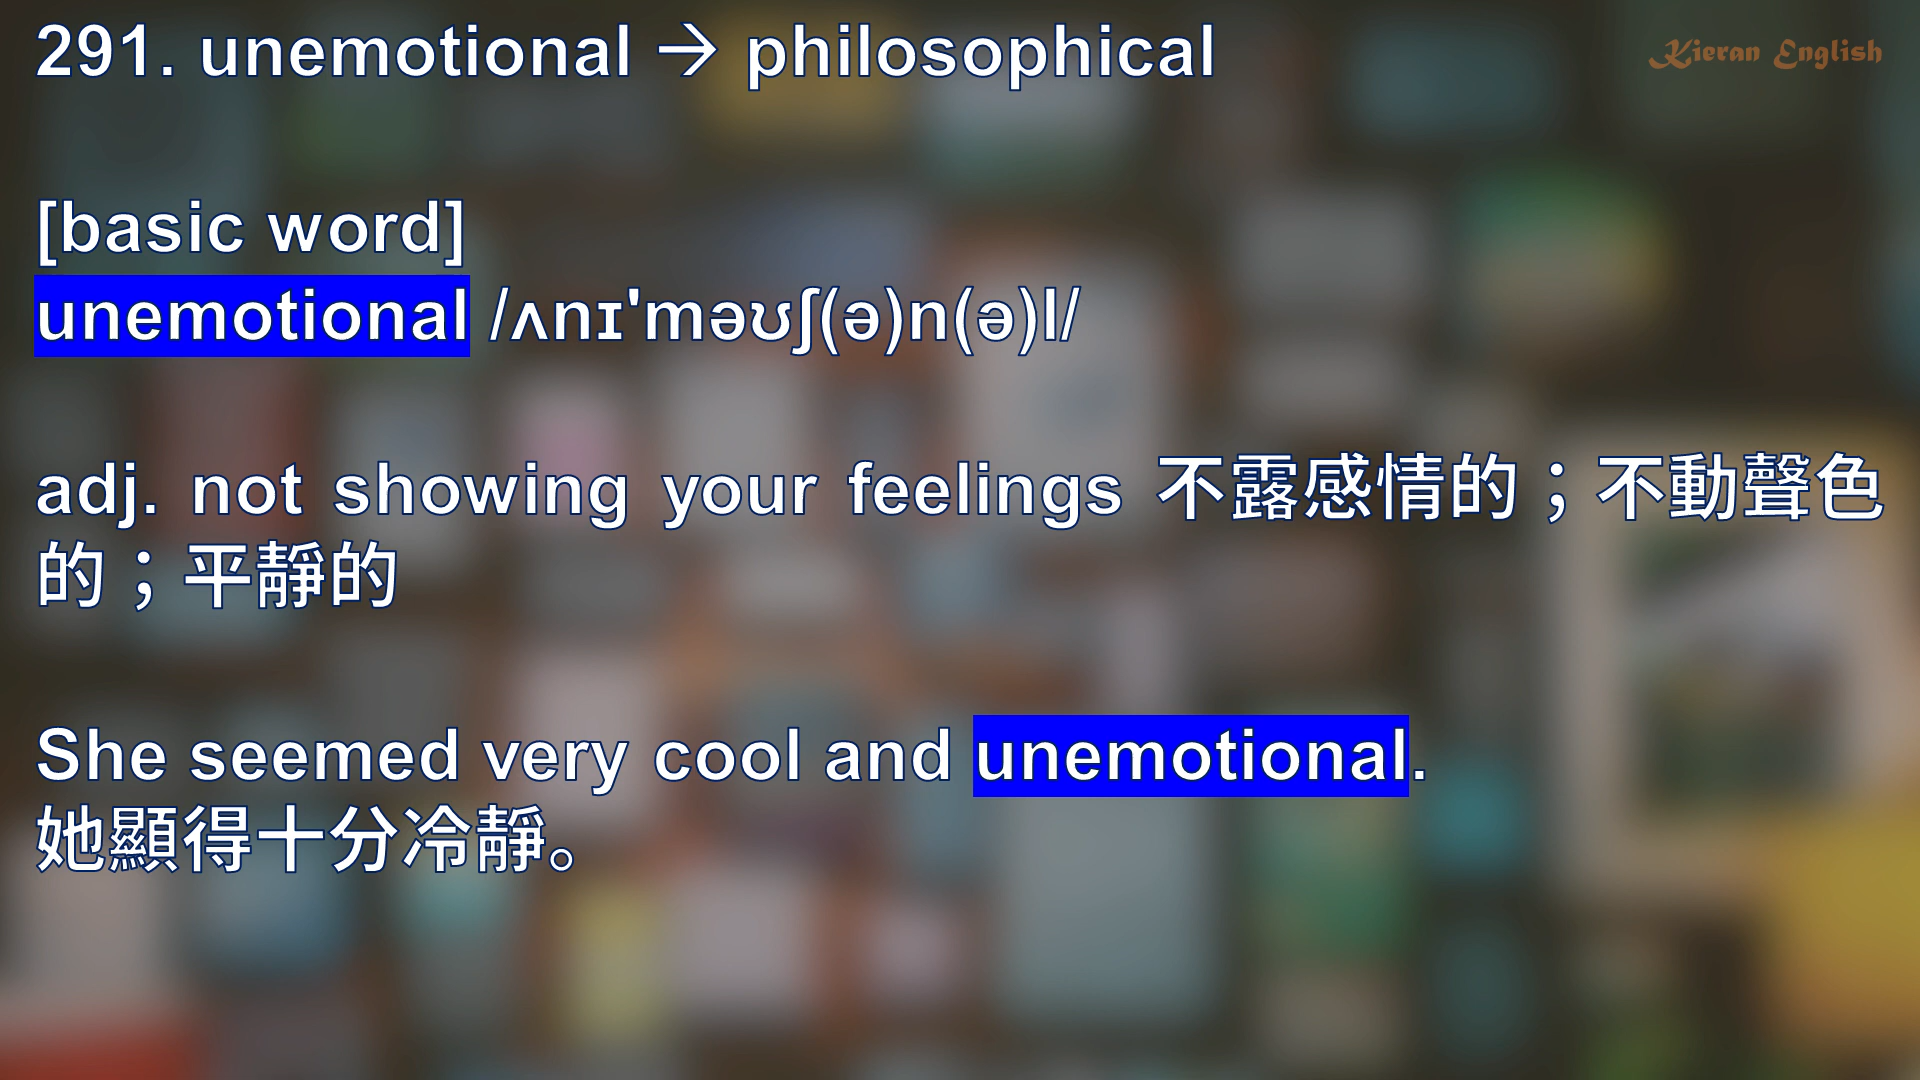 291. unemotional → philosophical
Kieran English
[basic word]
unemotional /ʌnɪ'məʊʃ(ə)n(ə)l/
adj. not showing your feelings 不露感情的；不動聲色
的；平靜的
She seemed very cool and unemotional.
她顯得十分冷靜。